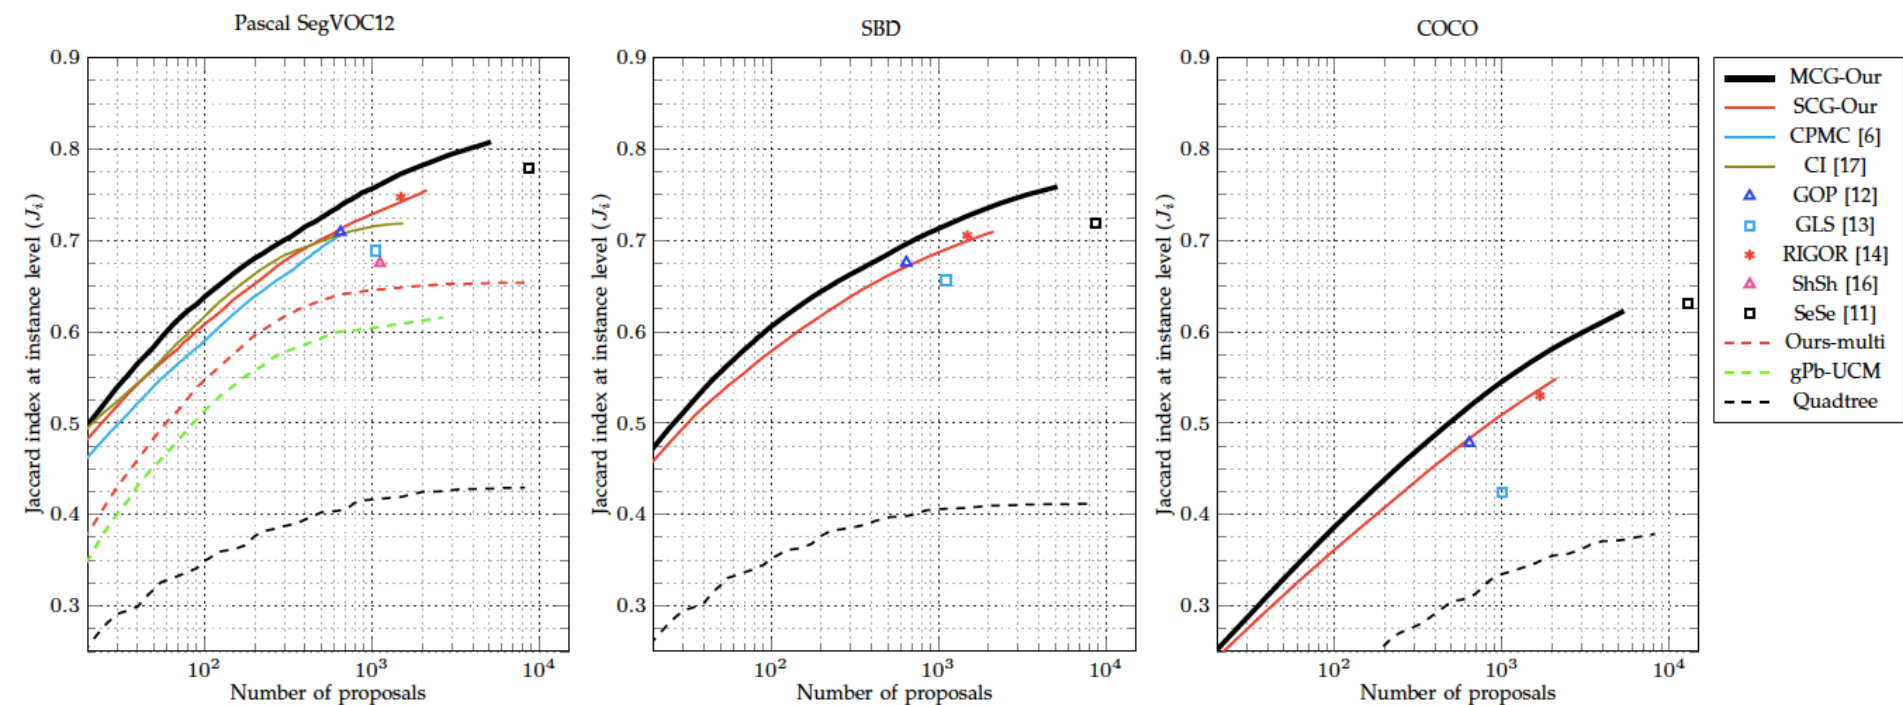 Pascal SegVOC12
0.9
0.8
0.7
0.6
0.5
0.4
0.3
10²
10³
10⁴
Number of proposals
Jaccard index at instance level (Jᵢ)
SBD
0.9
0.8
0.7
0.6
0.5
0.4
0.3
10²
10³
10⁴
Number of proposals
Jaccard index at instance level (Jᵢ)
COCO
0.9
0.8
0.7
0.6
0.5
0.4
0.3
10²
10³
10⁴
Number of proposals
Jaccard index at instance level (Jᵢ)
MCG-Our
SCG-Our
CPMC [6]
CI [17]
GOP [12]
GLS [13]
RIGOR [14]
ShSh [16]
SeSe [11]
Ours-multi
gPb-UCM
Quadtree